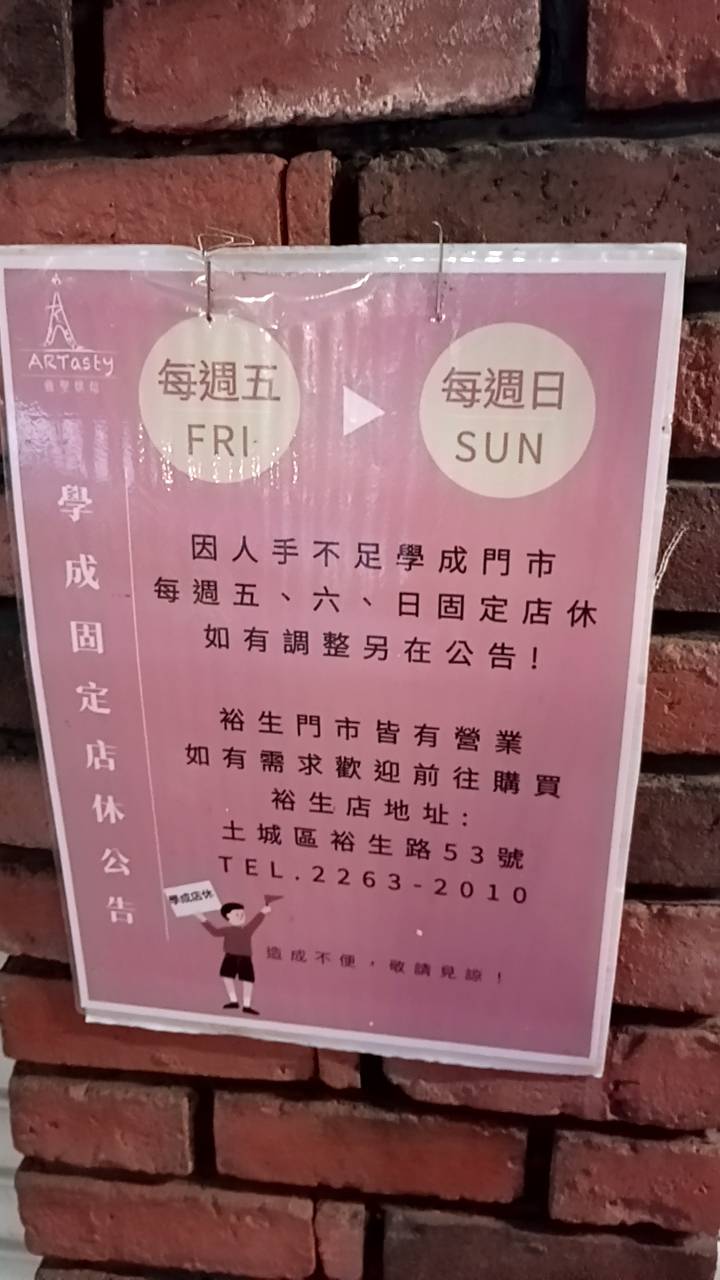 ARTasty
學成固定店休公告
每週五
FRI
每週日
SUN
因人手不足學成門市
每週五、六、日固定店休
如有調整另在公告!
裕生門市皆有營業
如有需求歡迎前往購買
裕生店地址:
土城區裕生路53號
TEL.2263-2010
學成店休
造成不便，敬請見諒!